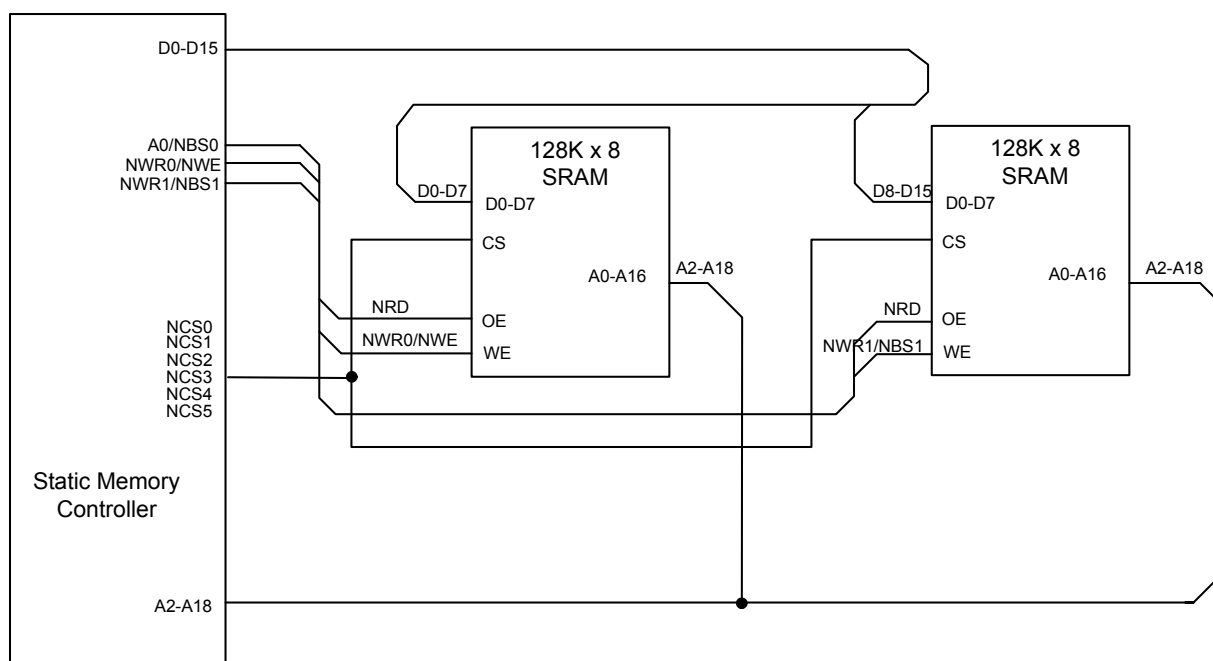 D0-D15
A0/NBS0
NWR0/NWE
NWR1/NBS1
128K x 8
SRAM
128K x 8
SRAM
D0-D7
D0-D7
D8-D15
D0-D7
CS
CS
A0-A16
A2-A18
A0-A16
A2-A18
NRD
OE
NRD
OE
NWR0/NWE
WE
NWR1/NBS1
WE
NCS0
NCS1
NCS2
NCS3
NCS4
NCS5
Static Memory
Controller
A2-A18